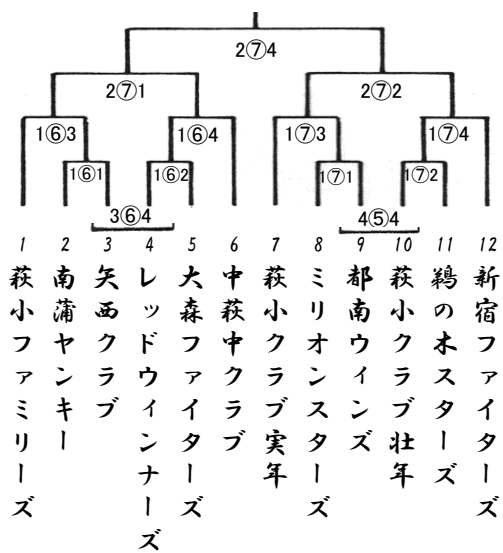 2⑦4
2⑦1
2⑦2
1⑥3
1⑥4
1⑦3
1⑦4
1⑥1
1⑥2
1⑦1
1⑦2
3⑥4
4⑤4
1 萩小ファミリーズ
2 南蒲ヤンキー
3 矢西クラブ
4 レッドウィンナーズ
5 大森ファイターズ
6 中萩中クラブ
7 萩小クラブ実年
8 ミリオンスターズ
9 都南ウインズ
10 萩小クラブ壮年
11 鵜の木スターズ
12 新宿ファイターズ